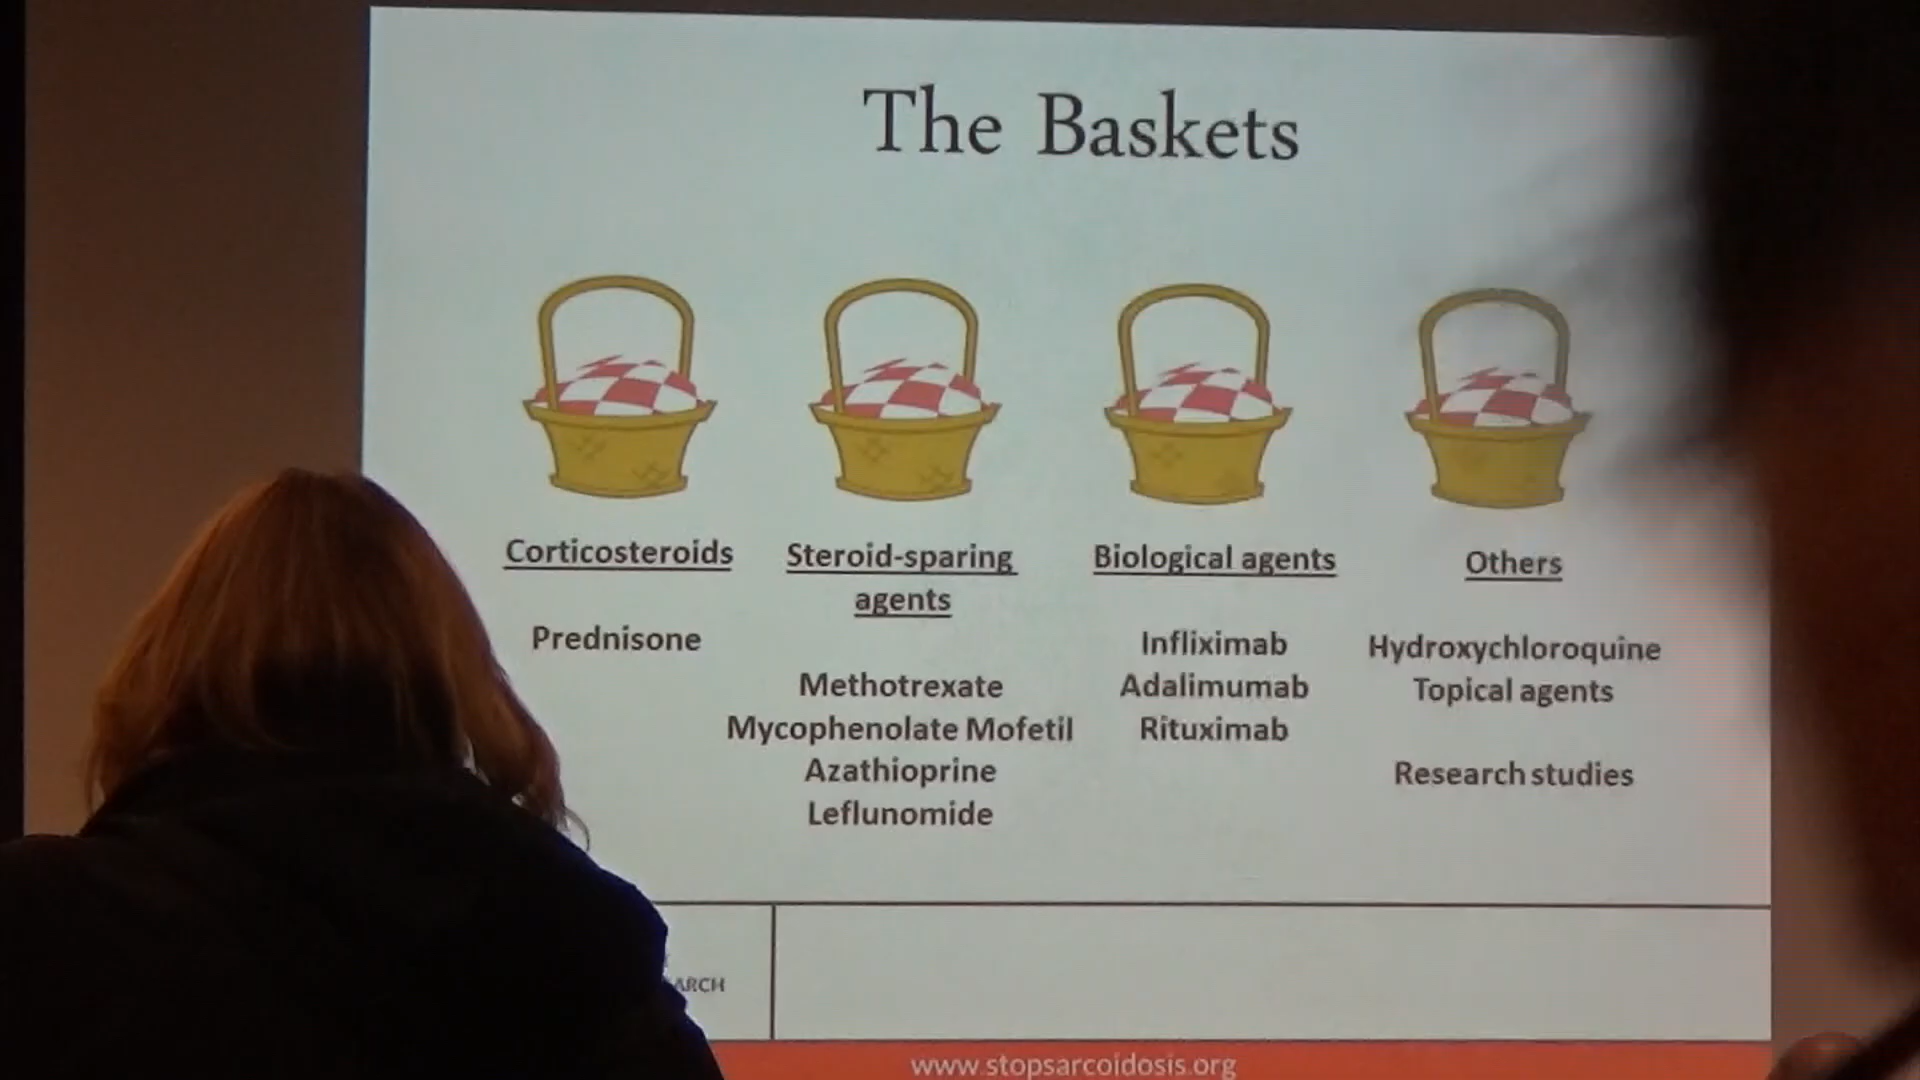 The Baskets
Corticosteroids
Prednisone
Steroid-sparing
agents
Methotrexate
Mycophenolate Mofetil
Azathioprine
Leflunomide
Biological agents
Infliximab
Adalimumab
Rituximab
Others
Hydroxychloroquine
Topical agents
Research studies
www.stopsarcoidosis.org